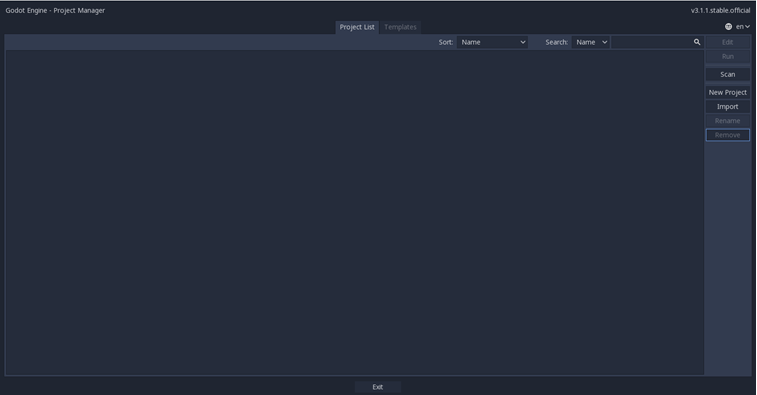 Godot Engine - Project Manager
v3.1.1.stable.official
Project List Templates
en
Sort: Name Search: Name
Edit
Run
Scan
New Project
Import
Rename
Remove
Exit